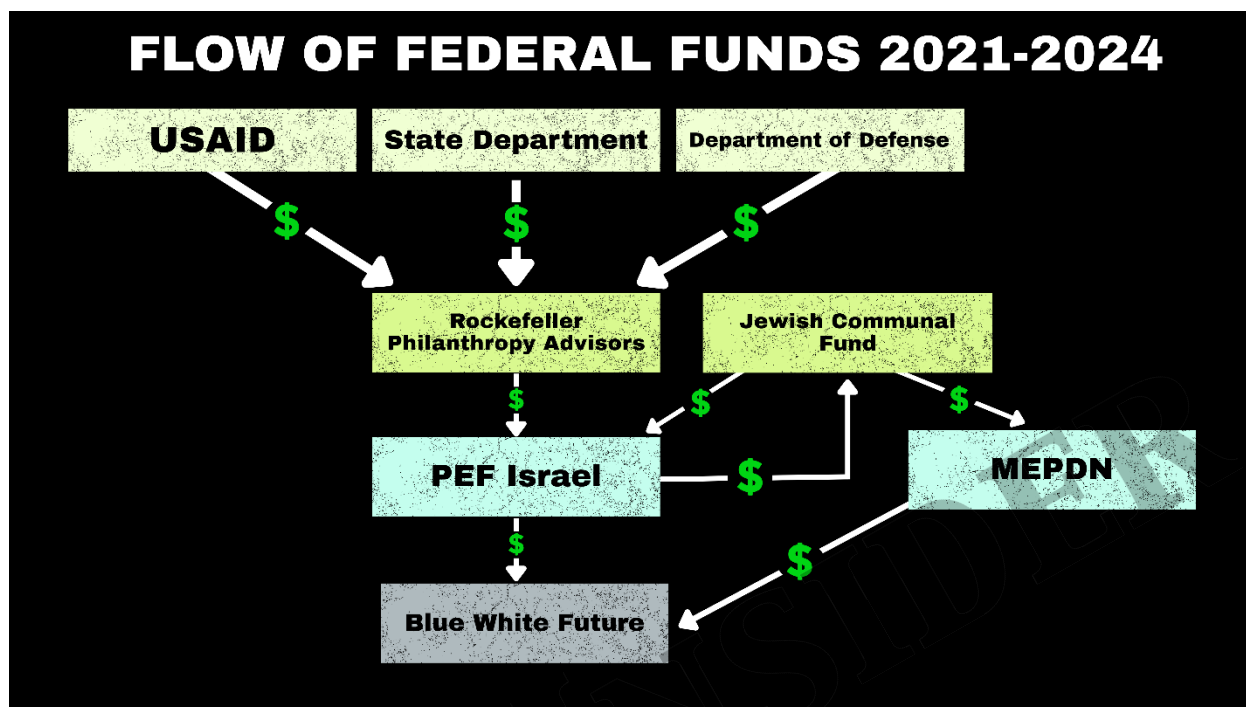 FLOW OF FEDERAL FUNDS 2021-2024
USAID
State Department
Department of Defense
$
$
$
Rockefeller
Philanthropy Advisors
Jewish Communal
Fund
$
$
$
PEF Israel
$
MEPDN
$
$
Blue White Future
INSIDER